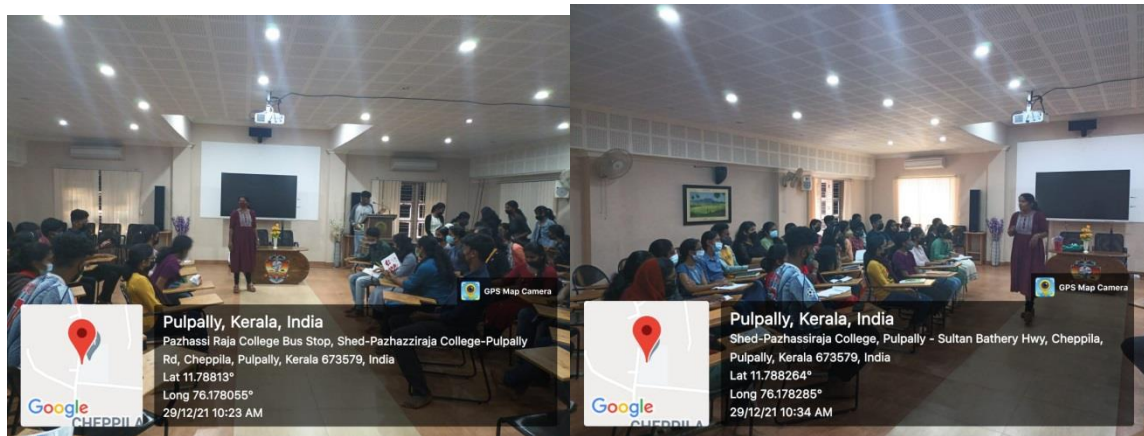 GPS Map Camera
Pulpally, Kerala, India
Pazhassi Raja College Bus Stop, Shed-Pazhazziraja College-Pulpally
Rd, Cheppila, Pulpally, Kerala 673579, India
Lat 11.78813°
Long 76.178055°
29/12/21 10:23 AM
Google
CHEPPILA
GPS Map Camera
Pulpally, Kerala, India
Shed-Pazhassiraja College, Pulpally - Sultan Bathery Hwy, Cheppila,
Pulpally, Kerala 673579, India
Lat 11.788264°
Long 76.178285°
29/12/21 10:34 AM
Google